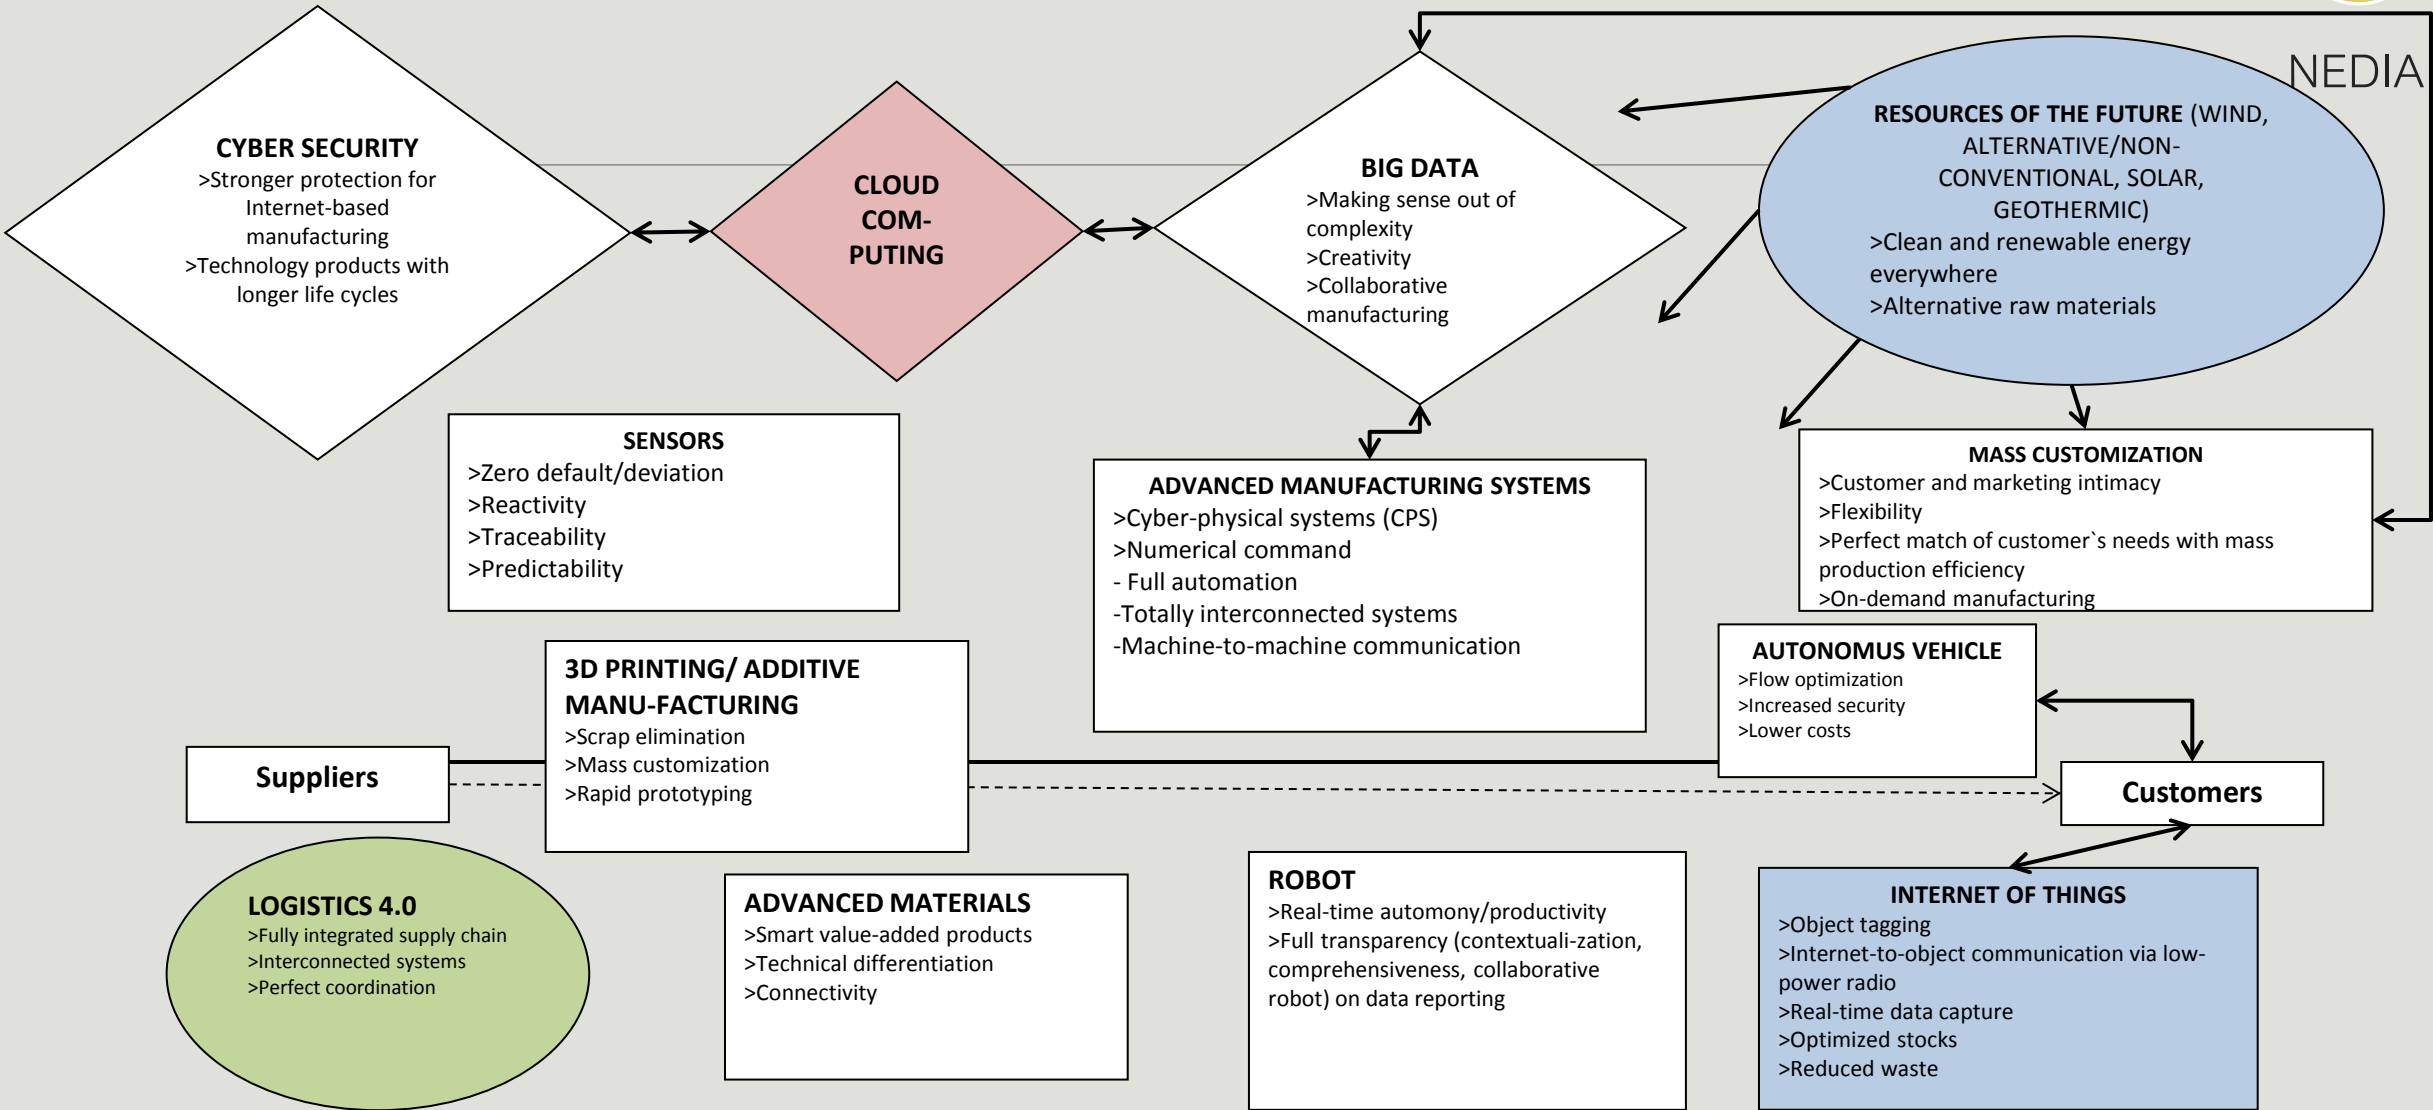 NEDIA
CYBER SECURITY
>Stronger protection for
Internet-based
manufacturing
>Technology products with
longer life cycles
CLOUD
COM-
PUTING
BIG DATA
>Making sense out of
complexity
>Creativity
>Collaborative
manufacturing
RESOURCES OF THE FUTURE (WIND,
ALTERNATIVE/NON-
CONVENTIONAL, SOLAR,
GEOTHERMIC)
>Clean and renewable energy
everywhere
>Alternative raw materials
SENSORS
>Zero default/deviation
>Reactivity
>Traceability
>Predictability
ADVANCED MANUFACTURING SYSTEMS
>Cyber-physical systems (CPS)
>Numerical command
- Full automation
-Totally interconnected systems
-Machine-to-machine communication
MASS CUSTOMIZATION
>Customer and marketing intimacy
>Flexibility
>Perfect match of customer`s needs with mass
production efficiency
>On-demand manufacturing
3D PRINTING/ ADDITIVE
MANU-FACTURING
>Scrap elimination
>Mass customization
>Rapid prototyping
AUTONOMUS VEHICLE
>Flow optimization
>Increased security
>Lower costs
Suppliers
Customers
LOGISTICS 4.0
>Fully integrated supply chain
>Interconnected systems
>Perfect coordination
ADVANCED MATERIALS
>Smart value-added products
>Technical differentiation
>Connectivity
ROBOT
>Real-time automony/productivity
>Full transparency (contextuali-zation,
comprehensiveness, collaborative
robot) on data reporting
INTERNET OF THINGS
>Object tagging
>Internet-to-object communication via low-
power radio
>Real-time data capture
>Optimized stocks
>Reduced waste